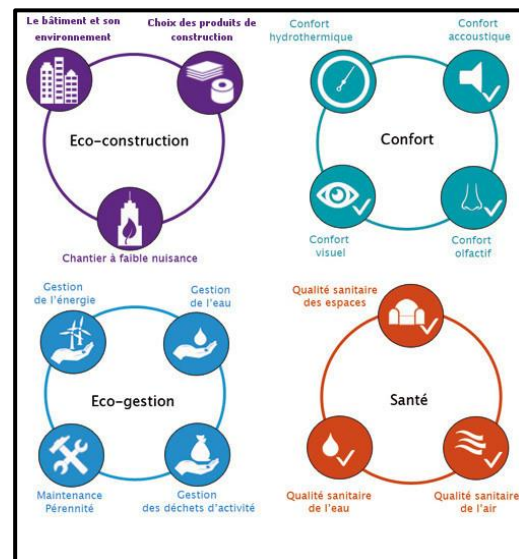 Le bâtiment et son
environnement
Choix des produits de
construction
Eco-construction
Chantier à faible nuisance
Confort
hydrothermique
Confort
accoustique
Confort
Confort
visuel
Confort
olfactif
Gestion
de l'énergie
Gestion
de l'eau
Eco-gestion
Maintenance
Pérennité
Gestion
des déchets d'activité
Qualité sanitaire
des espaces
Santé
Qualité sanitaire
de l'eau
Qualité sanitaire
de l'air